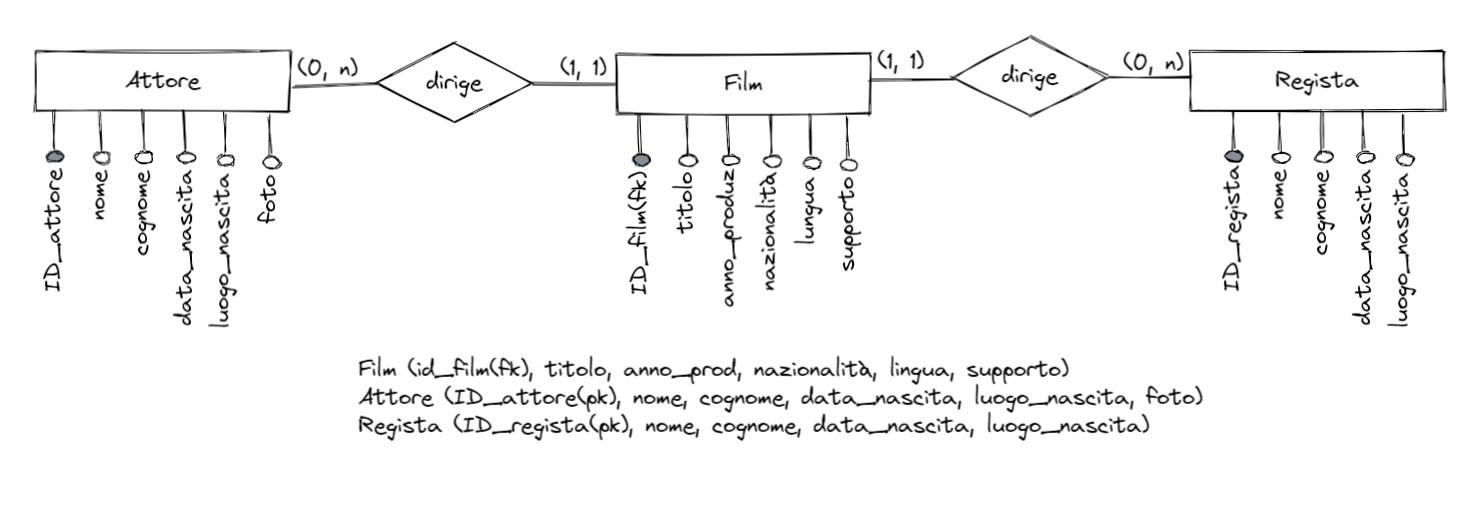 Attore (0, n) dirige (1, 1) Film (1, 1) dirige (0, n) Regista
ID_attore
nome
cognome
data_nascita
luogo_nascita
foto
ID_film(fk)
titolo
anno_produz
nazionalità
lungua
supporto
ID_regista
nome
cognome
data_nascita
luogo_nascita
Film (id_film(fk), titolo, anno_prod, nazionalità, lingua, supporto)
Attore (ID_attore(pk), nome, cognome, data_nascita, luogo_nascita, foto)
Regista (ID_regista(pk), nome, cognome, data_nascita, luogo_nascita)